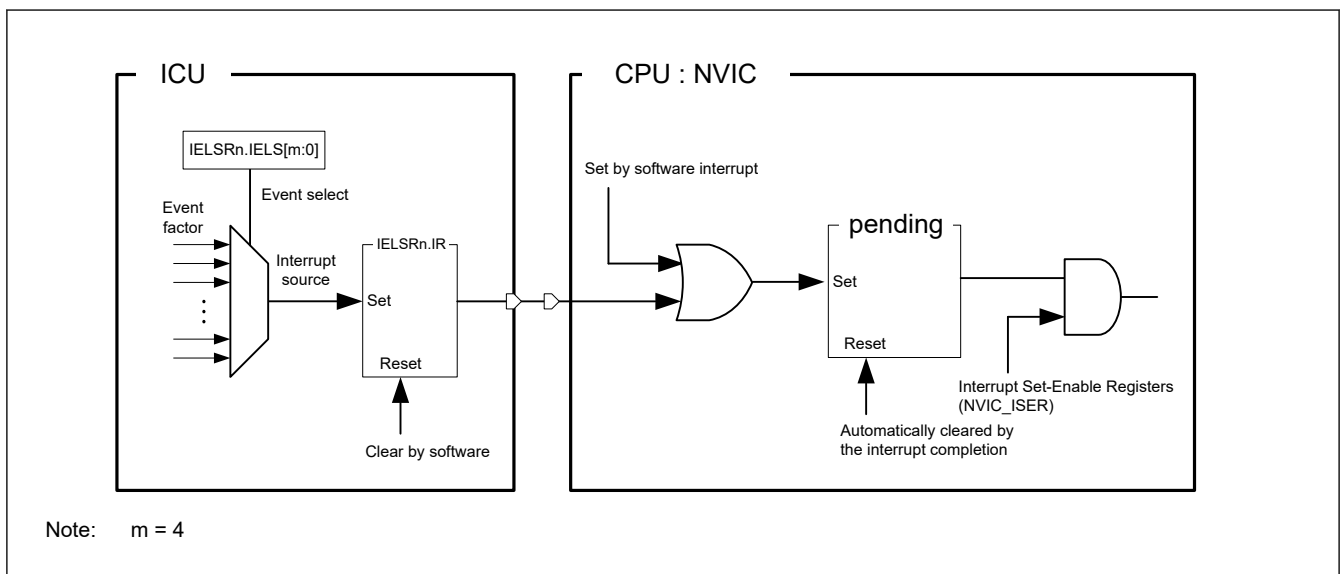 ICU
CPU : NVIC
IELSRn.IELS[m:0]
Event select
Event
factor
Interrupt
source
IELSRn.IR
Set
Reset
Clear by software
Set by software interrupt
pending
Set
Reset
Automatically cleared by
the interrupt completion
Interrupt Set-Enable Registers
(NVIC_ISER)
Note: m = 4